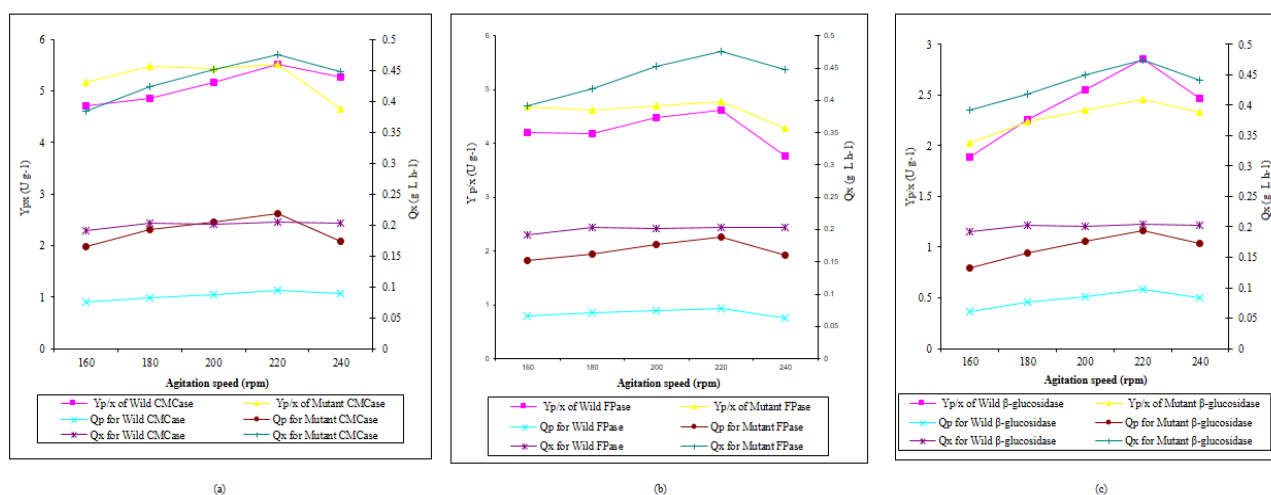 6
5
4
3
2
1
0
0.5
0.45
0.4
0.35
0.3
0.25
0.2
0.15
0.1
0.05
0
Ypx (U g-1)
Qx (g L h-1)
160 180 200 220 240
Agitation speed (rpm)
Yp/x of Wild CMCase Yp/x of Mutant CMCase
Qp for Wild CMCase Qp for Mutant CMCase
Qx for Wild CMCase Qx for Mutant CMCase
(a)
6
5
4
3
2
1
0
0.5
0.45
0.4
0.35
0.3
0.25
0.2
0.15
0.1
0.05
0
Y p/x (U g-1)
Qx (g L h-1)
160 180 200 220 240
Agitation speed (rpm)
Yp/x of Wild FPase Yp/x of Mutant FPase
Qp for Wild FPase Qp for Mutant FPase
Qx for Wild FPase Qx for Mutant FPase
(b)
3
2.5
2
1.5
1
0.5
0
0.5
0.45
0.4
0.35
0.3
0.25
0.2
0.15
0.1
0.05
0
Yp/x (U g-1)
Qx (g L h-1)
160 180 200 220 240
Agitation speed (rpm)
Yp/x of Wild β-glucosidase Yp/x of Mutant β-glucosidase
Qp for Wild β-glucosidase Qp for Mutant β-glucosidase
Qx for Wild β-glucosidase Qx for Mutant β-glucosidase
(c)